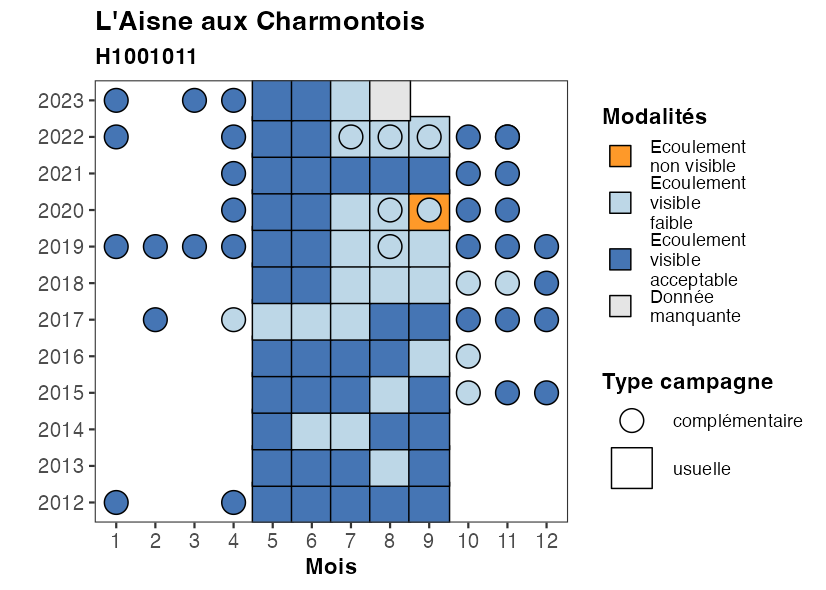 L'Aisne aux Charmontois
H1001011
2023
2022
2021
2020
2019
2018
2017
2016
2015
2014
2013
2012
1 2 3 4 5 6 7 8 9 10 11 12
Mois
Modalités
Ecoulement
non visible
Ecoulement
visible
faible
Ecoulement
visible
acceptable
Donnée
manquante
Type campagne
complémentaire
usuelle